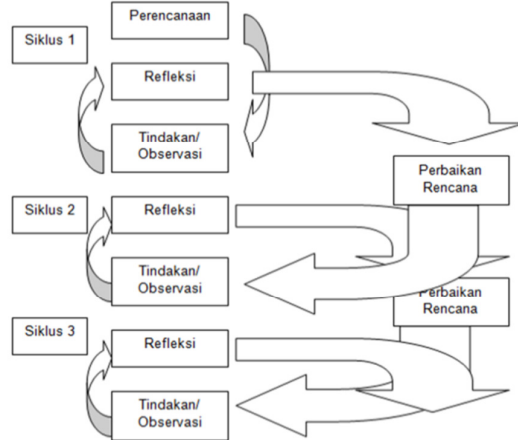 Perencanaan
Siklus 1
Refleksi
Tindakan/
Observasi
Perbaikan
Rencana
Siklus 2
Refleksi
Tindakan/
Observasi
Perbaikan
Rencana
Siklus 3
Refleksi
Tindakan/
Observasi